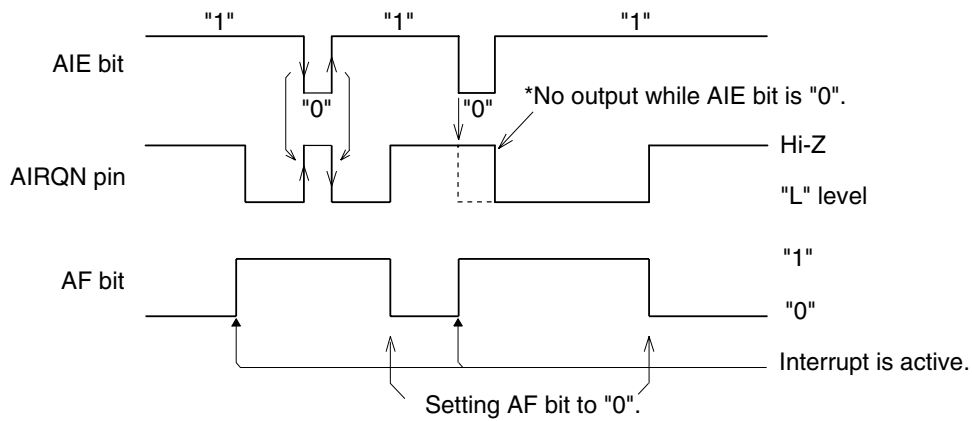 "1" "1" "1"
AIE bit
"0" "0" *No output while AIE bit is "0".
Hi-Z
AIRQN pin
"L" level
"1"
AF bit
"0"
Interrupt is active.
Setting AF bit to "0".